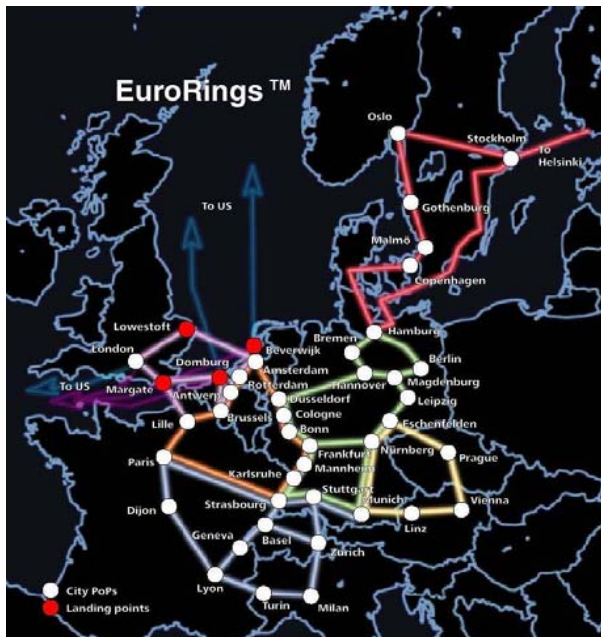 EuroRings ™
Oslo
Stockholm
To
Helsinki
To US
Gothenburg
Malmö
Copenhagen
Lowestoft
Hamburg
Bremen
Beverwijk
London
Domburg
Amsterdam
Berlin
To US
Rotterdam
Hannover
Magdenburg
Margate
Antwerp
Dusseldorf
Leipzig
Brussels
Cologne
Lille
Bonn
Eschenfelden
Frankfurt
Nürnberg
Paris
Mannheim
Prague
Karlsruhe
Stuttgart
Strasbourg
Munich
Vienna
Dijon
Linz
Geneva
Basel
Zurich
Lyon
City PoPs
Landing points
Turin
Milan